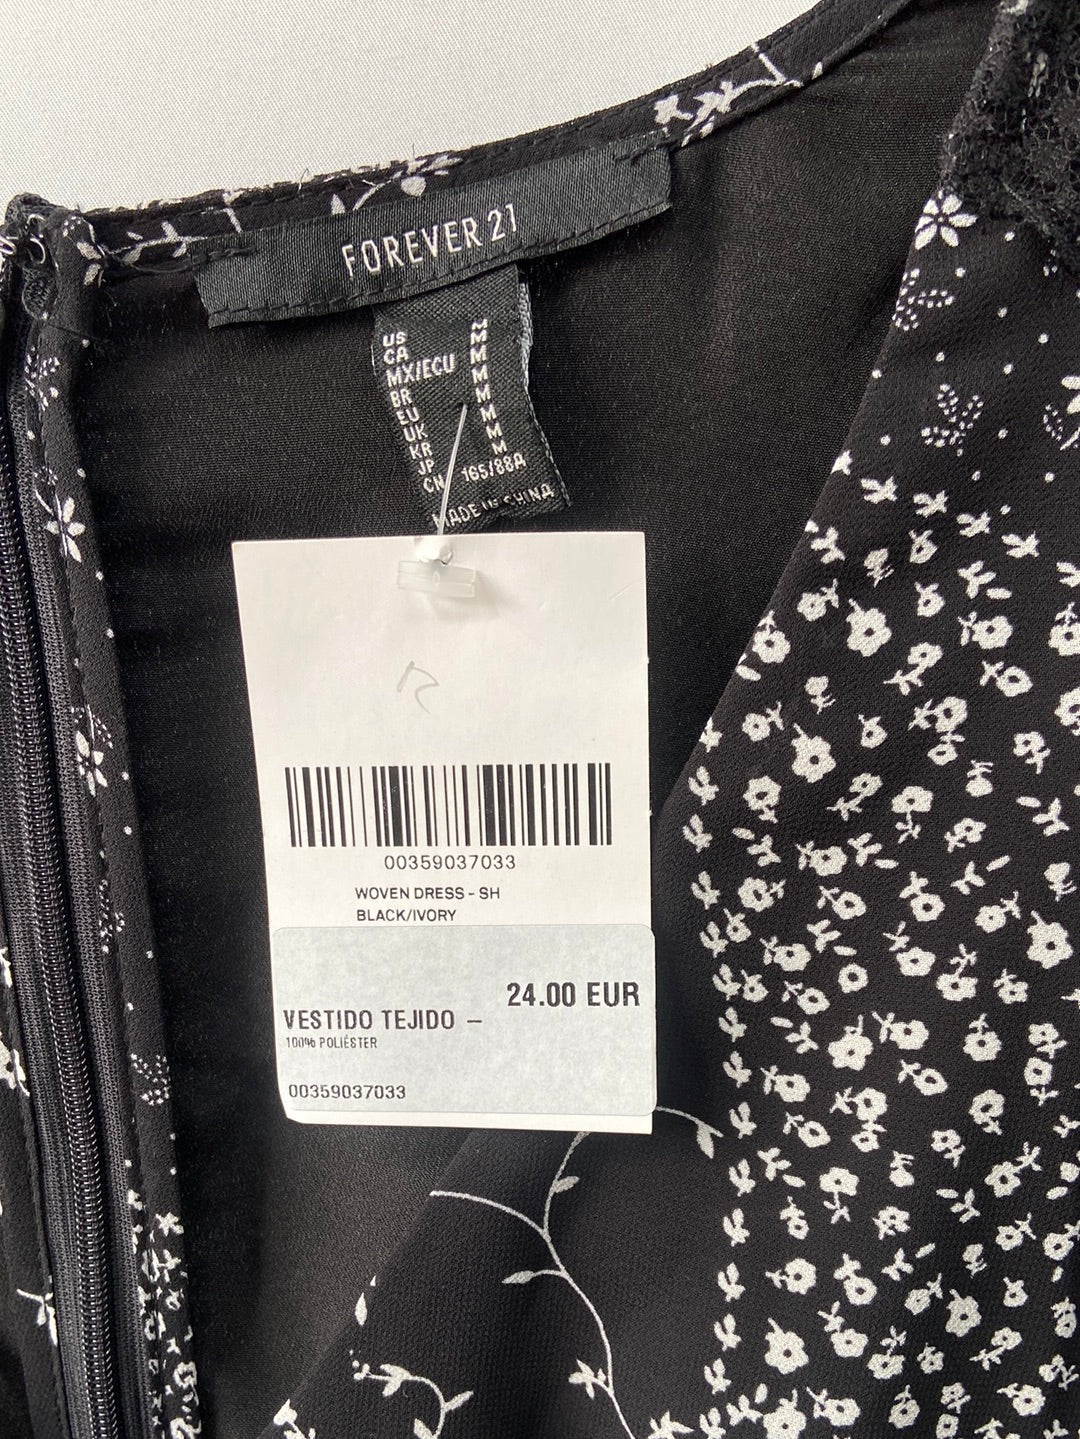 FOREVER 21
US M
CA M
MX/ECU M
BR M
EU M
UK M
KR M
JP M
CN 165/88A
MADE IN CHINA
00359037033
WOVEN DRESS - SH
BLACK/IVORY
24.00 EUR
VESTIDO TEJIDO –
100% POLIÉSTER
00359037033